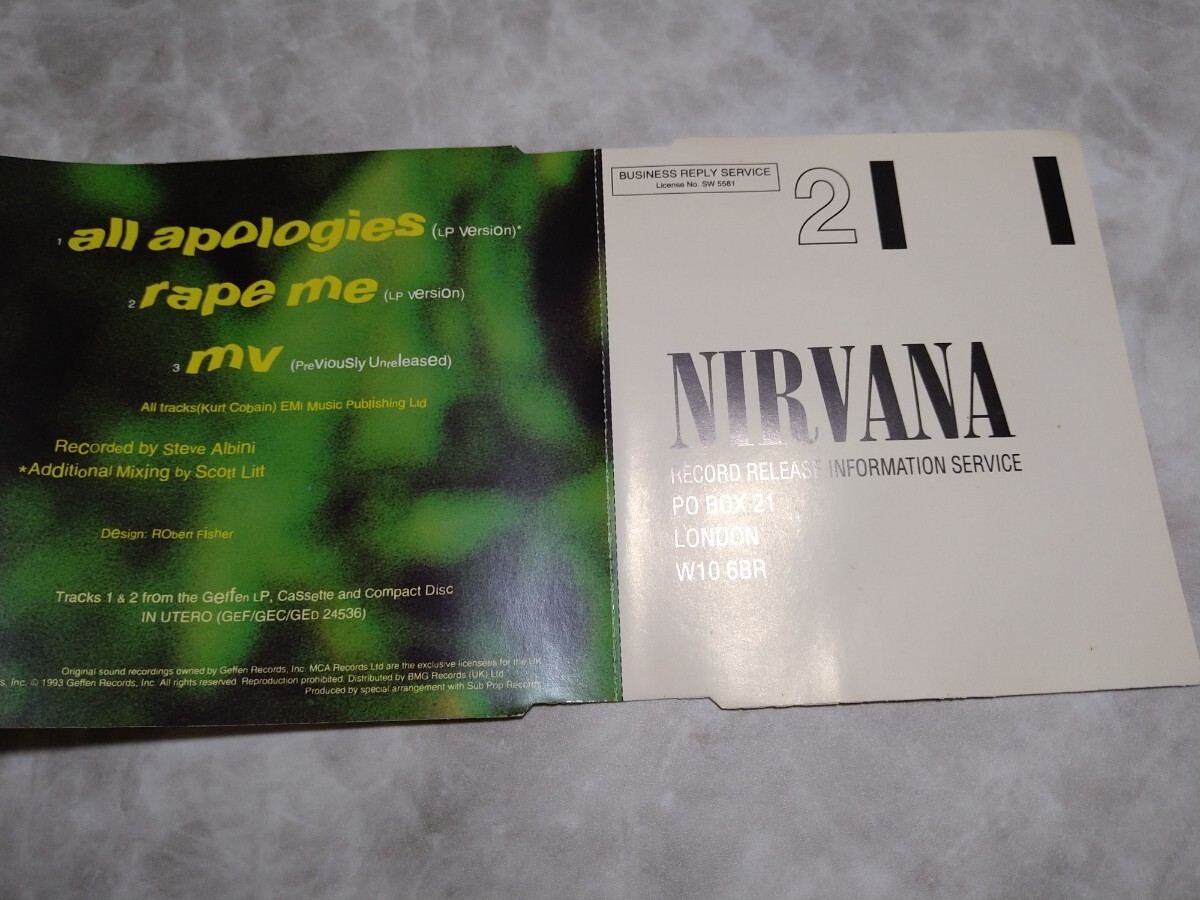 1 all apologies (LP Version)*
2 rape me (LP Version)
3 mv (PreViouSly UnreleaseD)
All tracks(Kurt Cobain) EMI Music Publishing Ltd
Recorded by Steve Albini
*Additional Mixing by Scott Litt
Design: RObert Fisher
Tracks 1 & 2 from the Geffen LP, CaSsette and Compact Disc
IN UTERO (GEF/GEC/GED 24536)
Original sound recordings owned by Geffen Records, Inc. MCA Records Ltd are the exclusive licensees for the UK
Inc. © 1993 Geffen Records, Inc. All rights reserved. Reproduction prohibited. Distributed by BMG Records (UK) Ltd
Produced by special arrangement with Sub Pop Records
BUSINESS REPLY SERVICE
License No. SW 5581
2
NIRVANA
RECORD RELEASE INFORMATION SERVICE
PO BOX 21
LONDON
W10 6BR